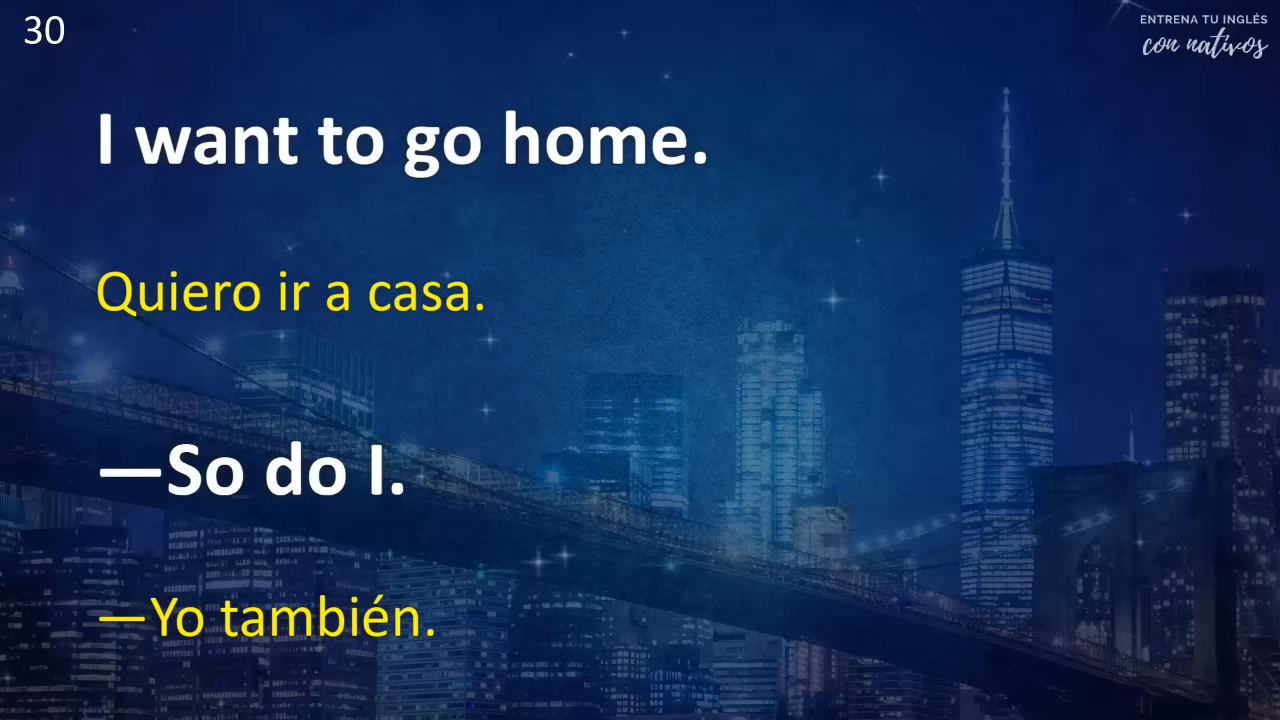 30
ENTRENA TU INGLÉS
con nativos
I want to go home.
Quiero ir a casa.
—So do I.
—Yo también.